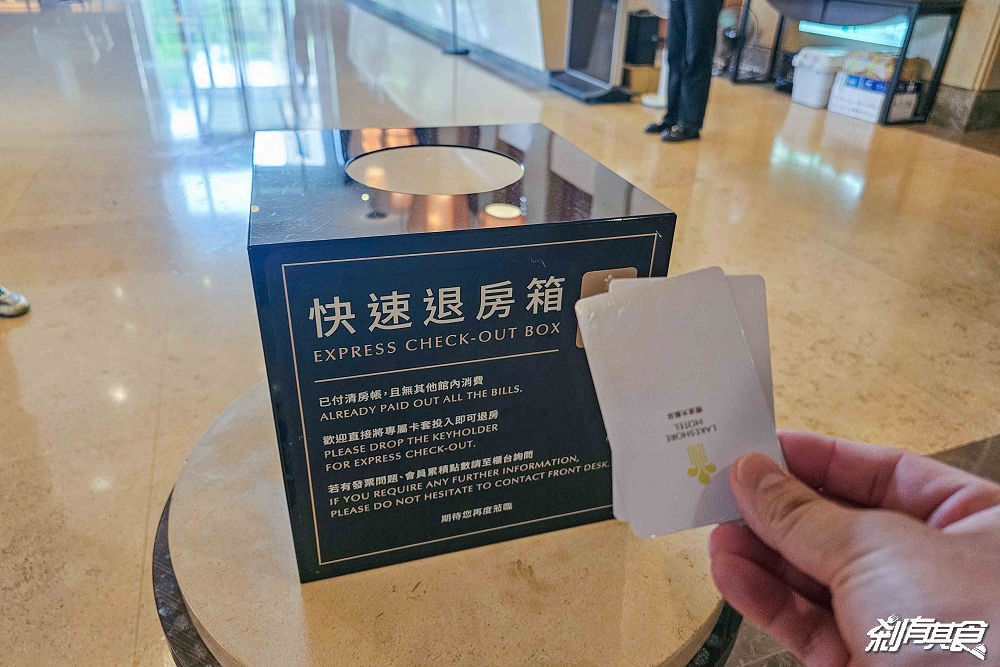 快速退房箱
EXPRESS CHECK-OUT BOX
已付清房帳，且無其他館內消費
ALREADY PAID OUT ALL THE BILLS.
歡迎直接將專屬卡套投入即可退房
PLEASE DROP THE KEYHOLDER
FOR EXPRESS CHECK-OUT.
若有發票問題、會員累積點數請至櫃台詢問
IF YOU REQUIRE ANY FURTHER INFORMATION,
PLEASE DO NOT HESITATE TO CONTACT FRONT DESK.
期待您再度蒞臨
LAKESHORE
HOTEL
煙波大飯店
剎有其食